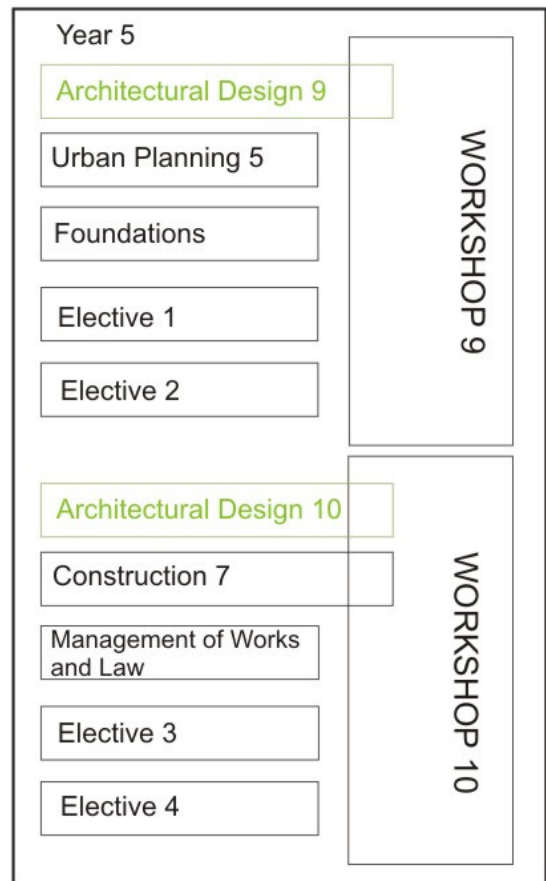 Year 5
Architectural Design 9
Urban Planning 5
Foundations
Elective 1
Elective 2
WORKSHOP 9
Architectural Design 10
Construction 7
Management of Works
and Law
Elective 3
Elective 4
WORKSHOP 10